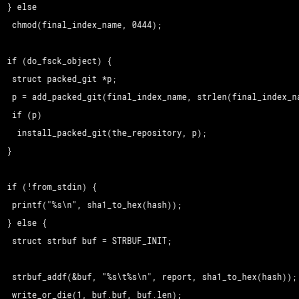 } else
chmod(final_index_name, 0444);

if (do_fsck_object) {
struct packed_git *p;
p = add_packed_git(final_index_name, strlen(final_index_na
if (p)
install_packed_git(the_repository, p);
}

if (!from_stdin) {
printf("%s\n", sha1_to_hex(hash));
} else {
struct strbuf buf = STRBUF_INIT;

strbuf_addf(&buf, "%s\t%s\n", report, sha1_to_hex(hash));
write_or_die(1, buf.buf, buf.len);